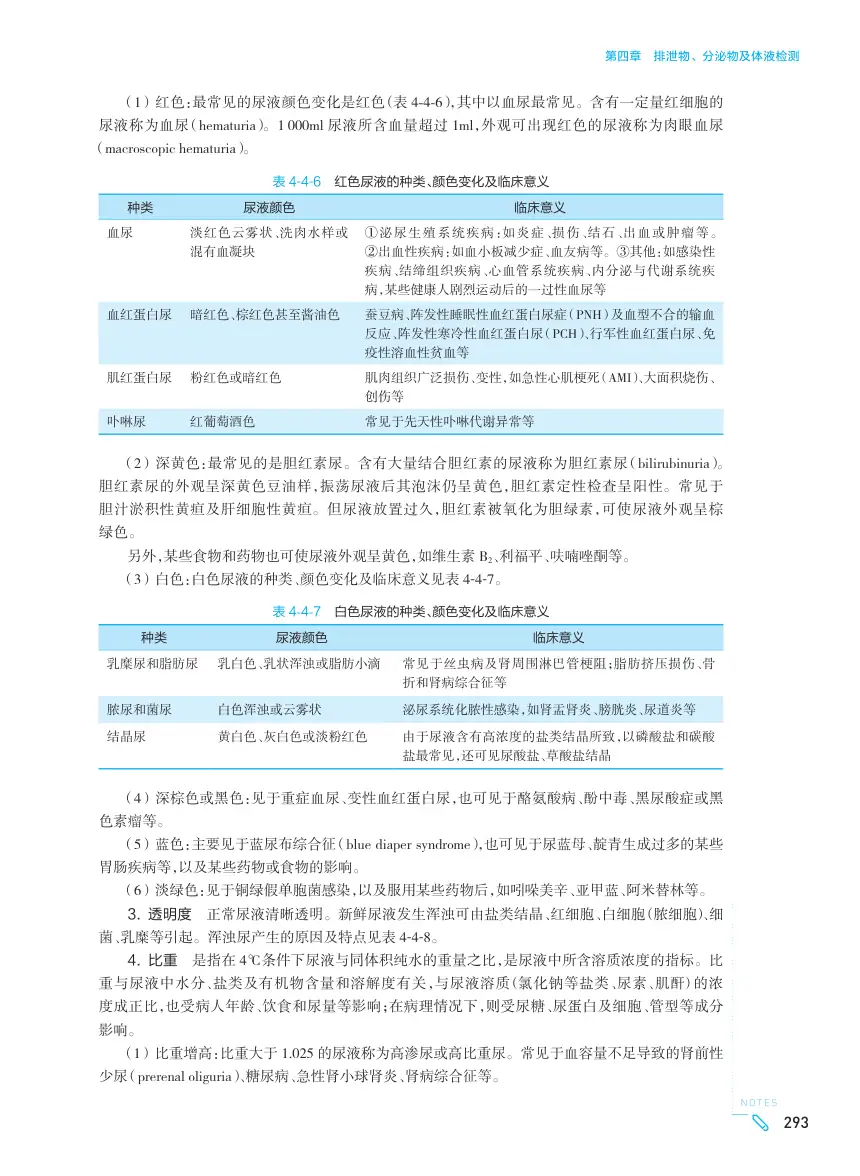 第四章 排泄物、分泌物及体液检测
（1）红色：最常见的尿液颜色变化是红色（表 4-4-6），其中以血尿最常见。含有一定量红细胞的
尿液称为血尿（hematuria）。1 000ml 尿液所含血量超过 1ml，外观可出现红色的尿液称为肉眼血尿
（macroscopic hematuria）。
表 4-4-6 红色尿液的种类、颜色变化及临床意义
种类 尿液颜色 临床意义
血尿 淡红色云雾状、洗肉水样或 ①泌尿生殖系统疾病：如炎症、损伤、结石、出血或肿瘤等。
混有血凝块 ②出血性疾病：如血小板减少症、血友病等。③其他：如感染性
疾病、结缔组织疾病、心血管系统疾病、内分泌与代谢系统疾
病，某些健康人剧烈运动后的一过性血尿等
血红蛋白尿 暗红色、棕红色甚至酱油色 蚕豆病、阵发性睡眠性血红蛋白尿症（PNH）及血型不合的输血
反应、阵发性寒冷性血红蛋白尿（PCH）、行军性血红蛋白尿、免
疫性溶血性贫血等
肌红蛋白尿 粉红色或暗红色 肌肉组织广泛损伤、变性，如急性心肌梗死（AMI）、大面积烧伤、
创伤等
卟啉尿 红葡萄酒色 常见于先天性卟啉代谢异常等
（2）深黄色：最常见的是胆红素尿。含有大量结合胆红素的尿液称为胆红素尿（bilirubinuria）。
胆红素尿的外观呈深黄色豆油样，振荡尿液后其泡沫仍呈黄色，胆红素定性检查呈阳性。常见于
胆汁淤积性黄疸及肝细胞性黄疸。但尿液放置过久，胆红素被氧化为胆绿素，可使尿液外观呈棕
绿色。
另外，某些食物和药物也可使尿液外观呈黄色，如维生素 B₂、利福平、呋喃唑酮等。
（3）白色：白色尿液的种类、颜色变化及临床意义见表 4-4-7。
表 4-4-7 白色尿液的种类、颜色变化及临床意义
种类 尿液颜色 临床意义
乳糜尿和脂肪尿 乳白色、乳状浑浊或脂肪小滴 常见于丝虫病及肾周围淋巴管梗阻；脂肪挤压损伤、骨
折和肾病综合征等
脓尿和菌尿 白色浑浊或云雾状 泌尿系统化脓性感染，如肾盂肾炎、膀胱炎、尿道炎等
结晶尿 黄白色、灰白色或淡粉红色 由于尿液含有高浓度的盐类结晶所致，以磷酸盐和碳酸
盐最常见，还可见尿酸盐、草酸盐结晶
（4）深棕色或黑色：见于重症血尿、变性血红蛋白尿，也可见于酪氨酸病、酚中毒、黑尿酸症或黑
色素瘤等。
（5）蓝色：主要见于蓝尿布综合征（blue diaper syndrome），也可见于尿蓝母、靛青生成过多的某些
胃肠疾病等，以及某些药物或食物的影响。
（6）淡绿色：见于铜绿假单胞菌感染，以及服用某些药物后，如吲哚美辛、亚甲蓝、阿米替林等。
3. 透明度 正常尿液清晰透明。新鲜尿液发生浑浊可由盐类结晶、红细胞、白细胞（脓细胞）、细
菌、乳糜等引起。浑浊尿产生的原因及特点见表 4-4-8。
4. 比重 是指在 4℃条件下尿液与同体积纯水的重量之比，是尿液中所含溶质浓度的指标。比
重与尿液中水分、盐类及有机物含量和溶解度有关，与尿液溶质（氯化钠等盐类、尿素、肌酐）的浓
度成正比，也受病人年龄、饮食和尿量等影响；在病理情况下，则受尿糖、尿蛋白及细胞、管型等成分
影响。
（1）比重增高：比重大于 1.025 的尿液称为高渗尿或高比重尿。常见于血容量不足导致的肾前性
少尿（prerenal oliguria）、糖尿病、急性肾小球肾炎、肾病综合征等。
NOTES
293